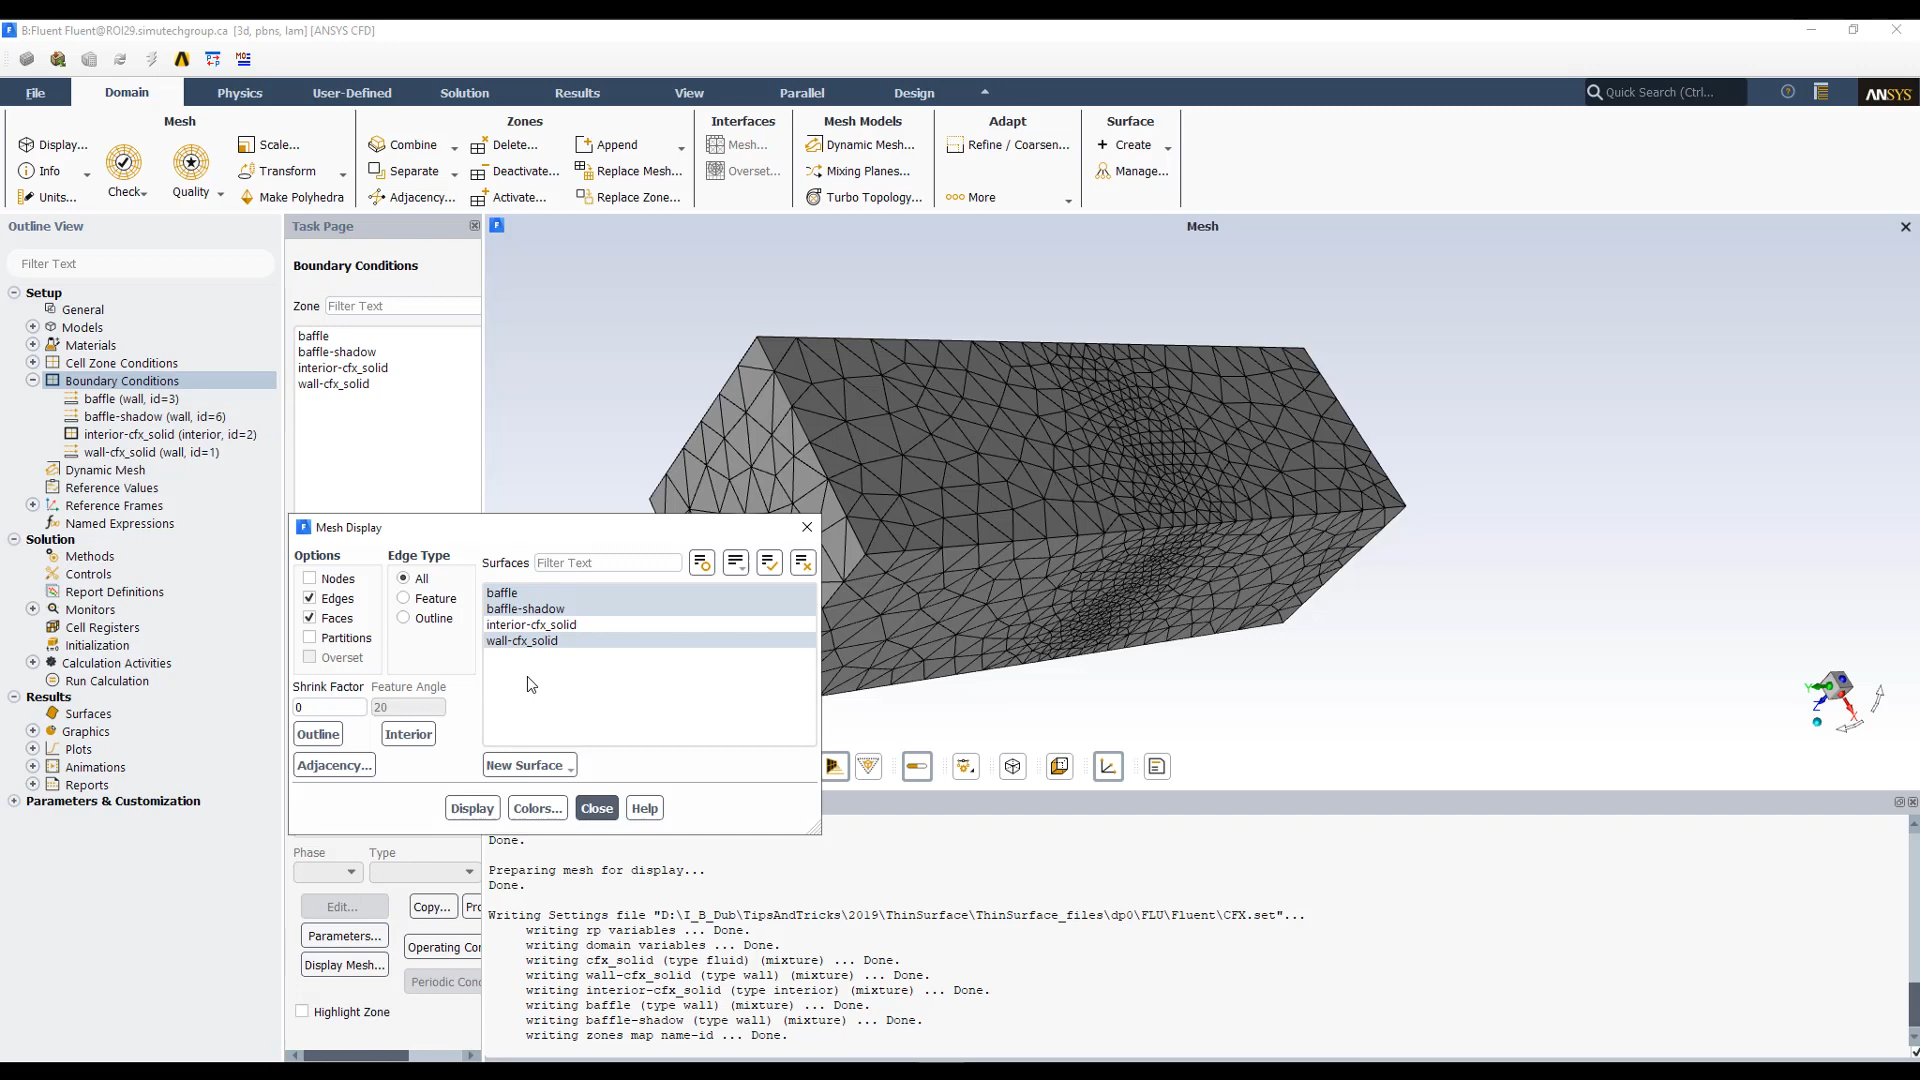 B:Fluent Fluent@ROI29.simutechgroup.ca [3d, pbns, lam] [ANSYS CFD]
File Domain Physics User-Defined Solution Results View Parallel Design Quick Search (Ctrl... ANSYS
Mesh Zones Interfaces Mesh Models Adapt Surface
Display... Scale... Combine Delete... Append Mesh... Dynamic Mesh... Refine / Coarsen... Create
Info Transform Separate Deactivate... Replace Mesh... Overset... Mixing Planes... Manage...
Check Quality
Units... Make Polyhedra Adjacency... Activate... Replace Zone... Turbo Topology... More
Outline View
Filter Text
Setup
General
Models
Materials
Cell Zone Conditions
Boundary Conditions
baffle (wall, id=3)
baffle-shadow (wall, id=6)
interior-cfx_solid (interior, id=2)
wall-cfx_solid (wall, id=1)
Dynamic Mesh
Reference Values
Reference Frames
Named Expressions
Solution
Methods
Controls
Report Definitions
Monitors
Cell Registers
Initialization
Calculation Activities
Run Calculation
Results
Surfaces
Graphics
Plots
Animations
Reports
Parameters & Customization
Task Page
Boundary Conditions
Zone Filter Text
baffle
baffle-shadow
interior-cfx_solid
wall-cfx_solid
Mesh
Mesh Display
Options Edge Type Surfaces Filter Text
Nodes All
Edges Feature
Faces Outline
Partitions
Overset
baffle
baffle-shadow
interior-cfx_solid
wall-cfx_solid
Shrink Factor Feature Angle
0 20
Outline Interior
Adjacency... New Surface
Display Colors... Close Help
Y
Z X
Phase Type
Edit... Copy... Pro
Parameters... Operating Con
Display Mesh... Periodic Cond
Highlight Zone
Done.
Preparing mesh for display...
Done.
Writing Settings file "D:\I_B_Dub\TipsAndTricks\2019\ThinSurface\ThinSurface_files\dp0\FLU\Fluent\CFX.set"...
writing rp variables ... Done.
writing domain variables ... Done.
writing cfx_solid (type fluid) (mixture) ... Done.
writing wall-cfx_solid (type wall) (mixture) ... Done.
writing interior-cfx_solid (type interior) (mixture) ... Done.
writing baffle (type wall) (mixture) ... Done.
writing baffle-shadow (type wall) (mixture) ... Done.
writing zones map name-id ... Done.